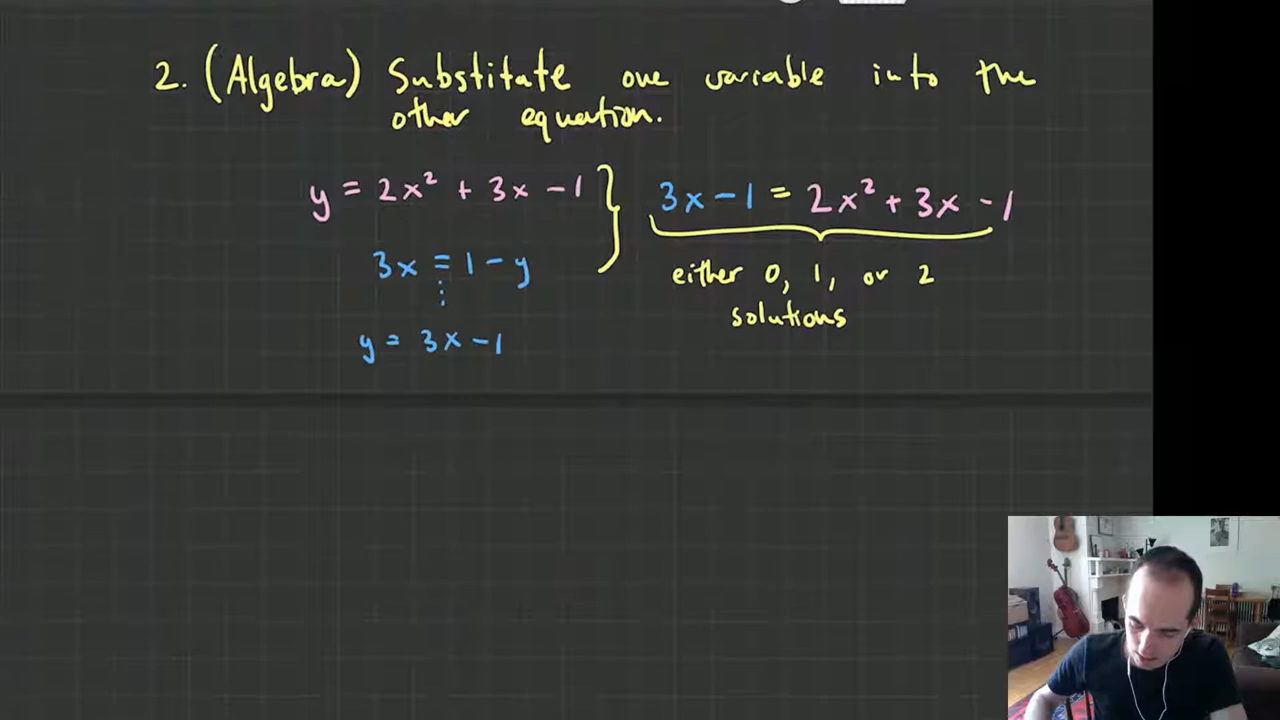 2. (Algebra) Substitute one variable into the
other equation.
y = 2x² + 3x - 1 } 3x - 1 = 2x² + 3x - 1
3x = 1 - y
either 0, 1, or 2
solutions
⋮
y = 3x - 1